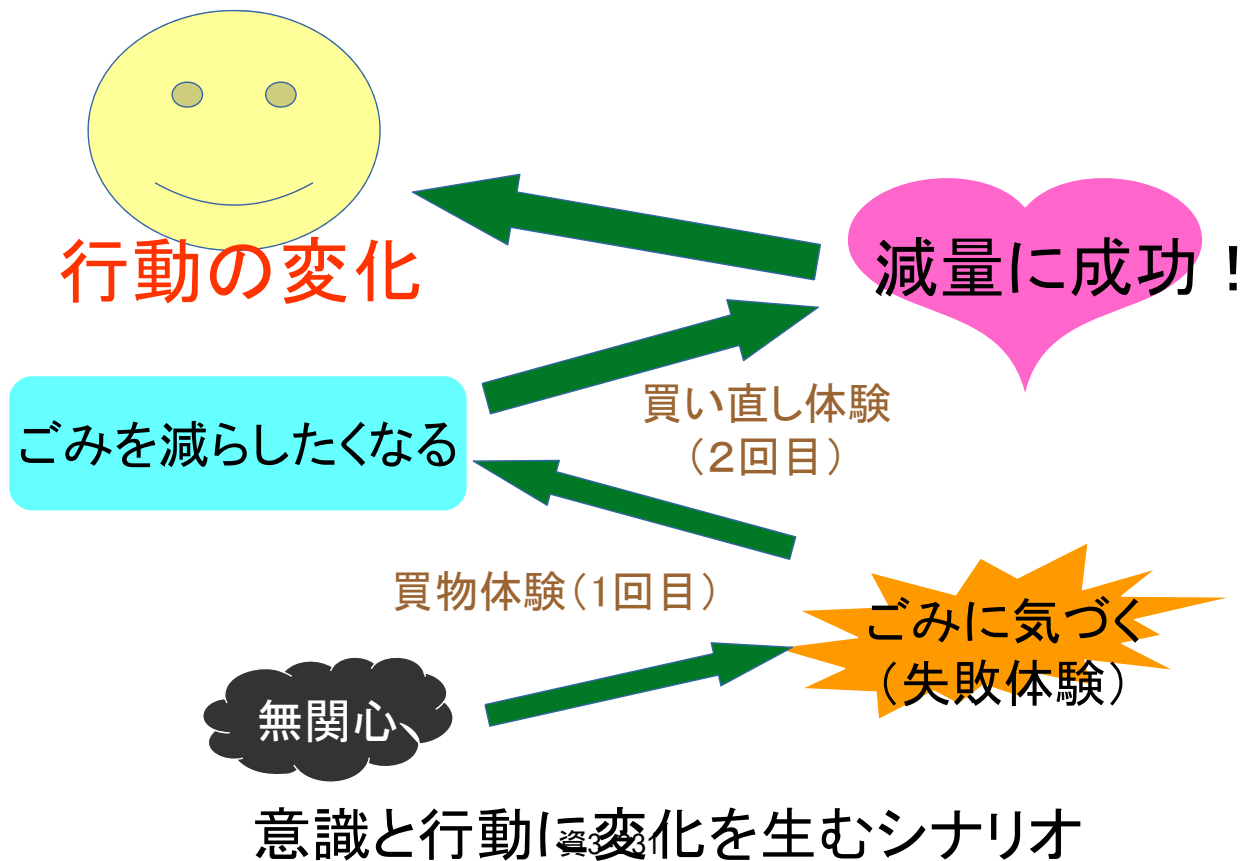 行動の変化
減量に成功！
ごみを減らしたくなる
買い直し体験
（２回目）
買物体験（1回目）
ごみに気づく
（失敗体験）
無関心、
意識と行動に変化を生むシナリオ